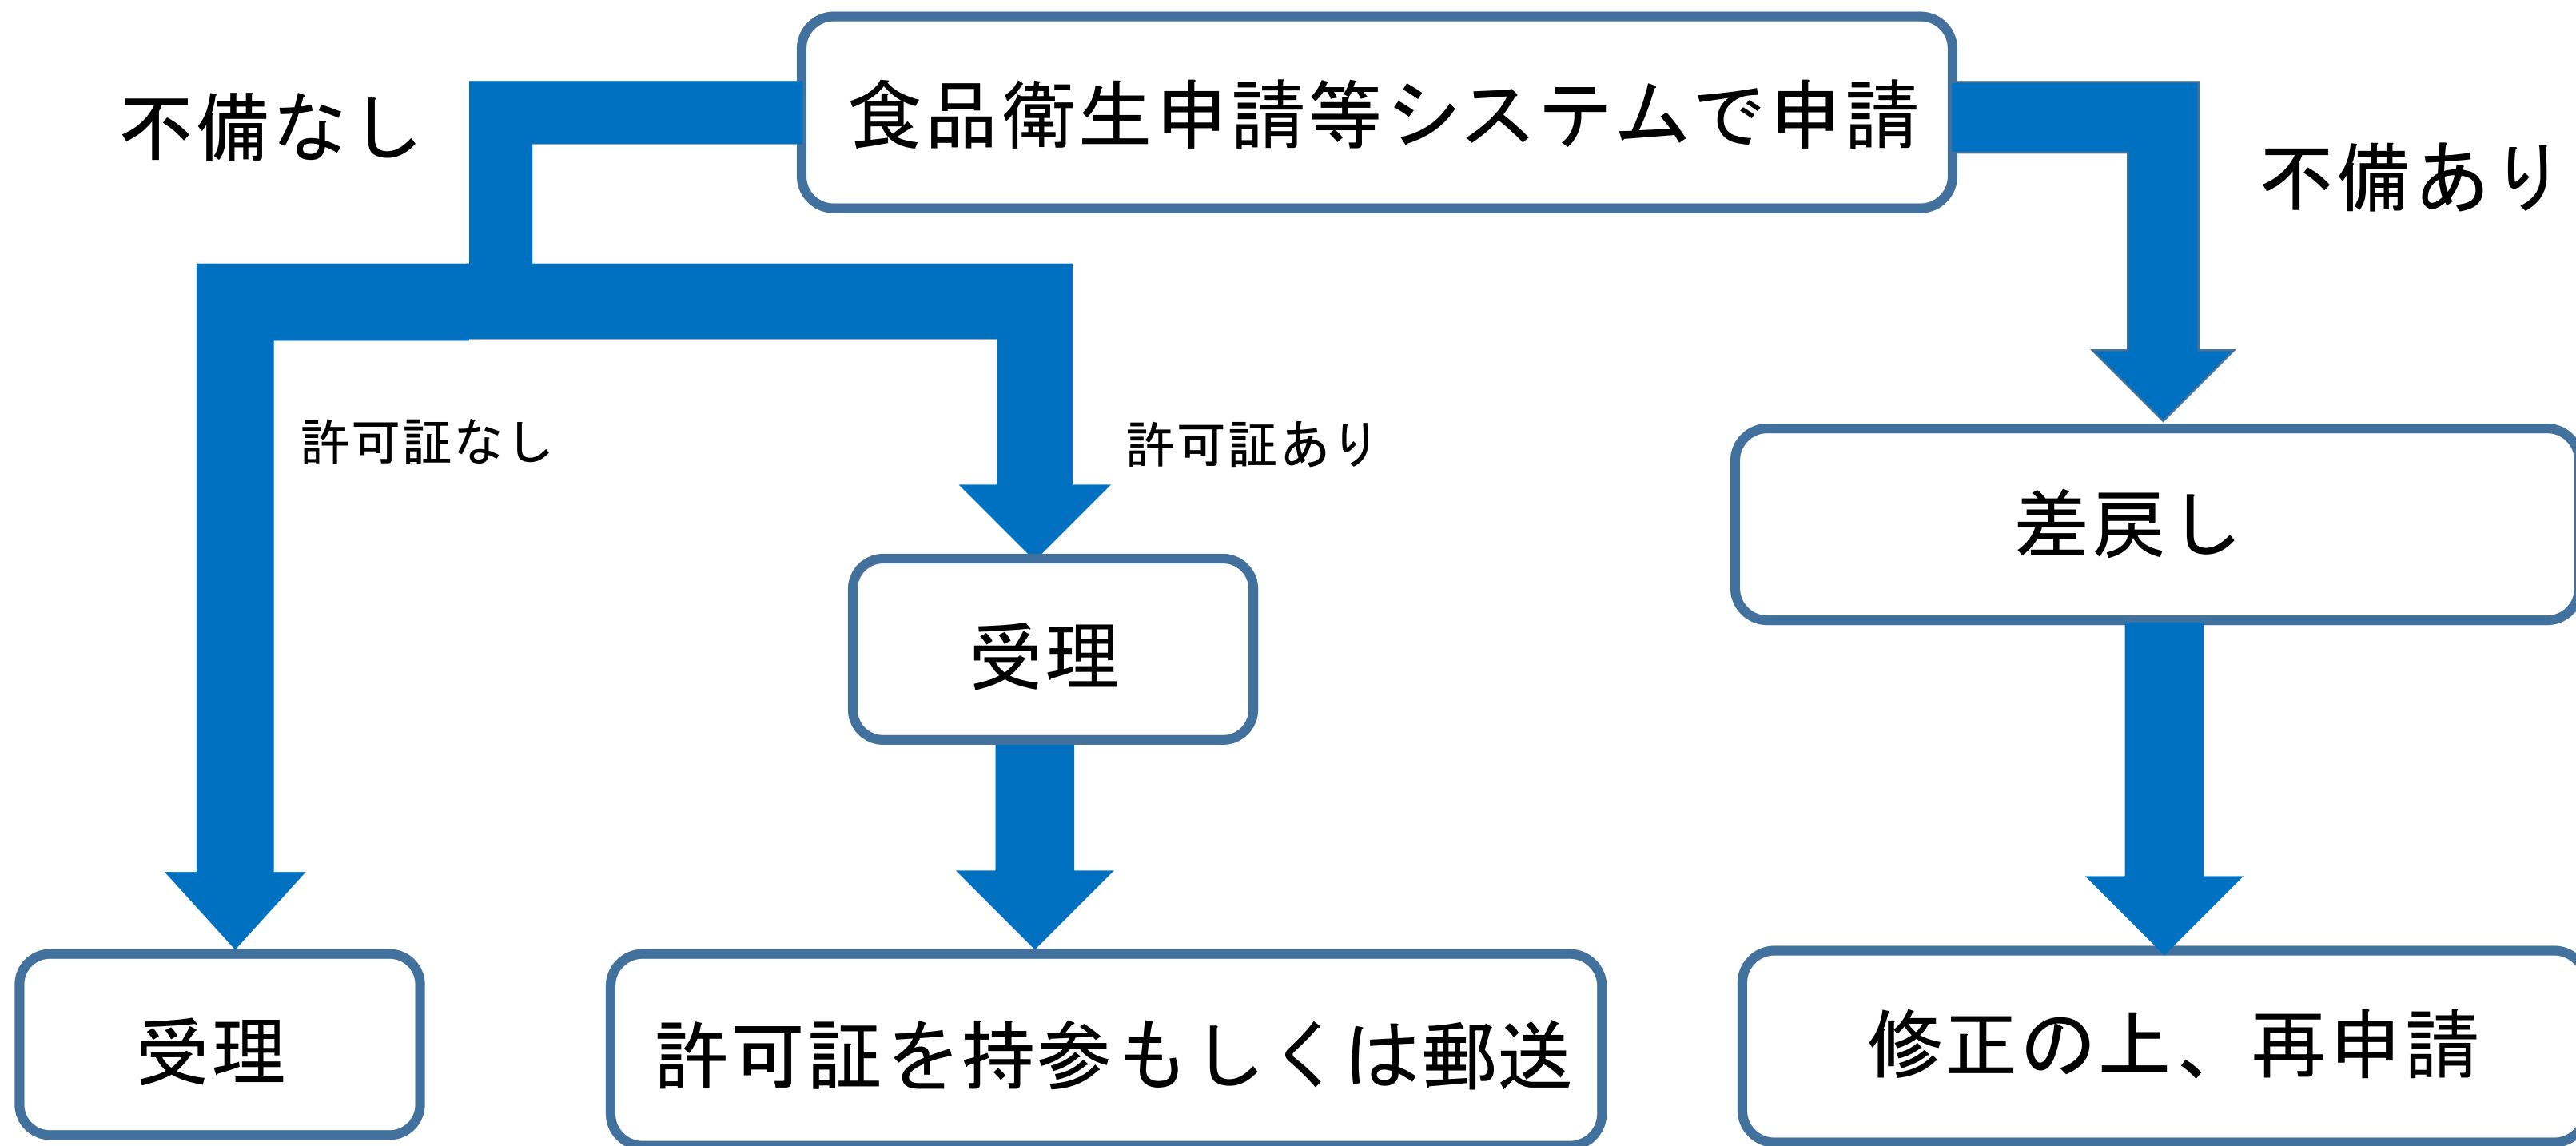 食品衛生申請等システムで申請
不備なし
不備あり
許可証なし
許可証あり
差戻し
受理
受理
許可証を持参もしくは郵送
修正の上、再申請